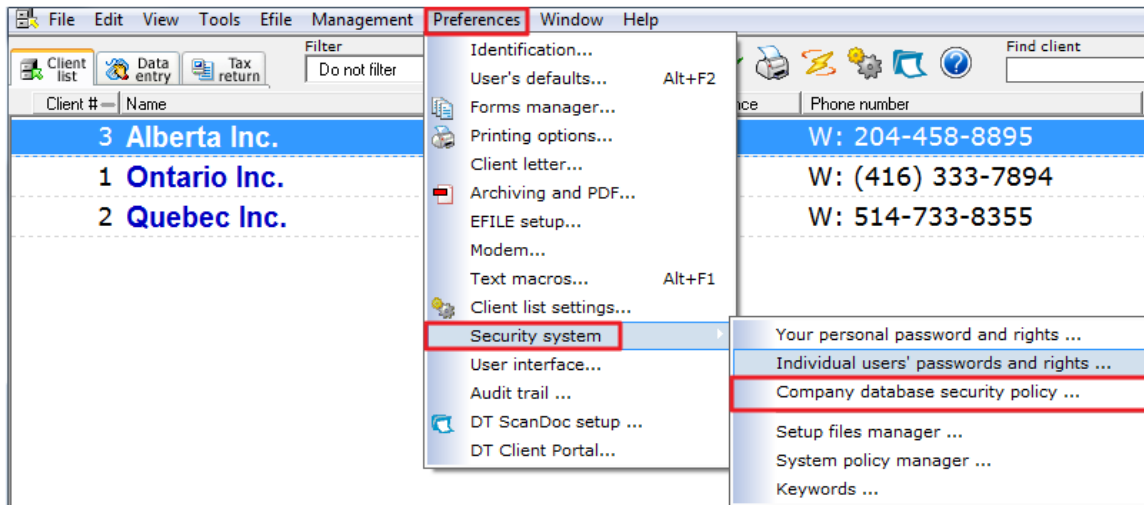 File Edit View Tools Efile Management Preferences Window Help
Client list
Data entry
Tax return
Filter
Do not filter
Find client
Client # Name
Phone number
3 Alberta Inc. W: 204-458-8895
1 Ontario Inc. W: (416) 333-7894
2 Quebec Inc. W: 514-733-8355
Identification...
User's defaults... Alt+F2
Forms manager...
Printing options...
Client letter...
Archiving and PDF...
EFILE setup...
Modem...
Text macros... Alt+F1
Client list settings...
Security system
User interface...
Audit trail ...
DT ScanDoc setup ...
DT Client Portal...
Your personal password and rights ...
Individual users' passwords and rights ...
Company database security policy ...
Setup files manager ...
System policy manager ...
Keywords ...